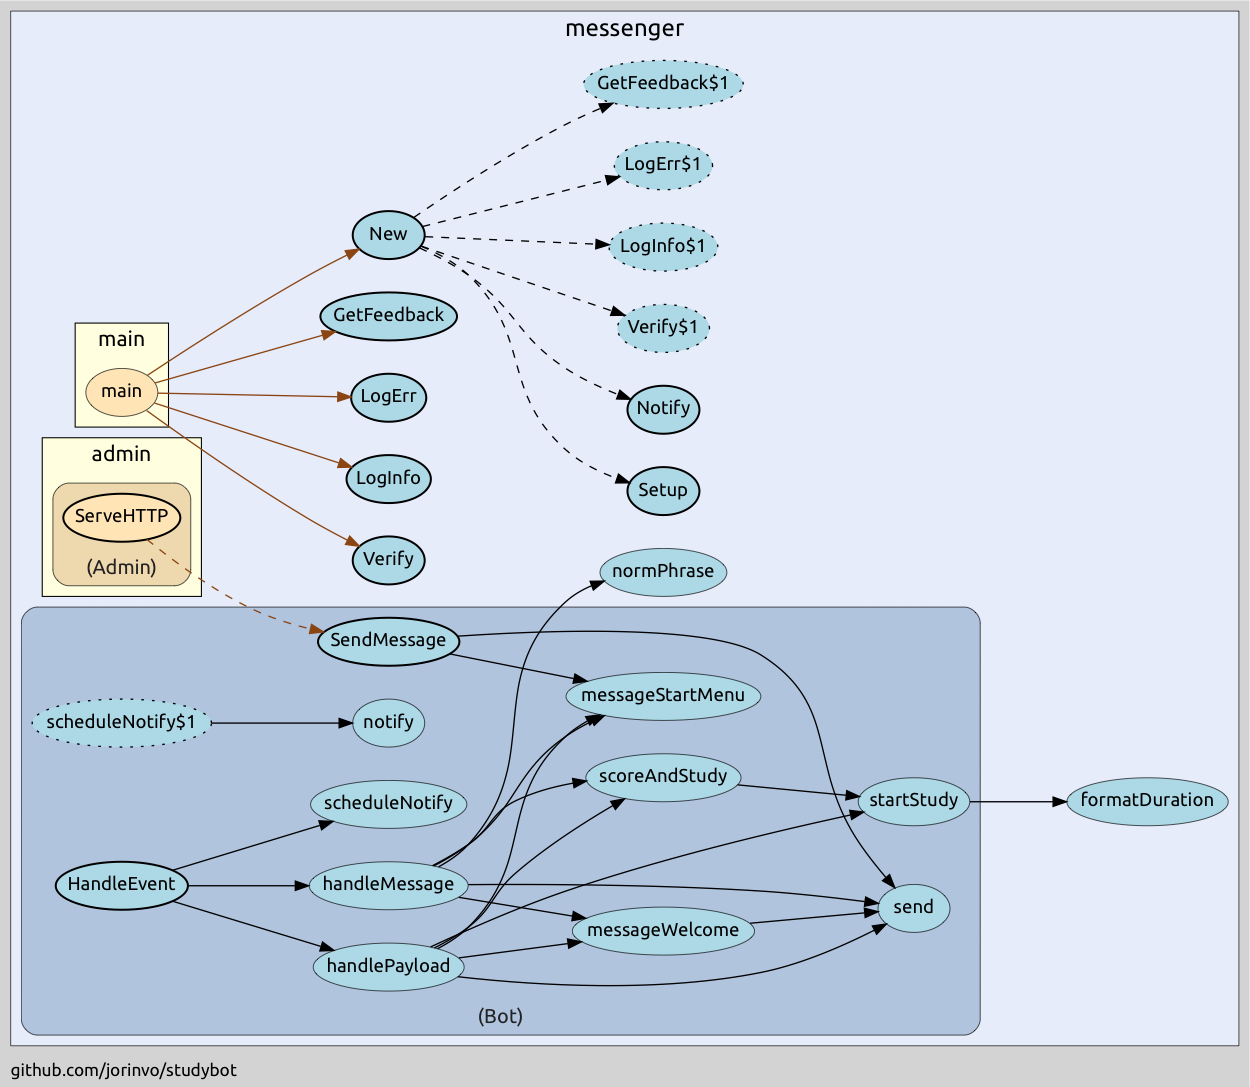 messenger
GetFeedback$1
LogErr$1
New
LogInfo$1
GetFeedback
Verify$1
main
main
LogErr
Notify
admin
LogInfo
Setup
ServeHTTP
Verify
(Admin)
normPhrase
SendMessage
messageStartMenu
scheduleNotify$1
notify
scoreAndStudy
scheduleNotify
startStudy
formatDuration
HandleEvent
handleMessage
send
messageWelcome
handlePayload
(Bot)
github.com/jorinvo/studybot